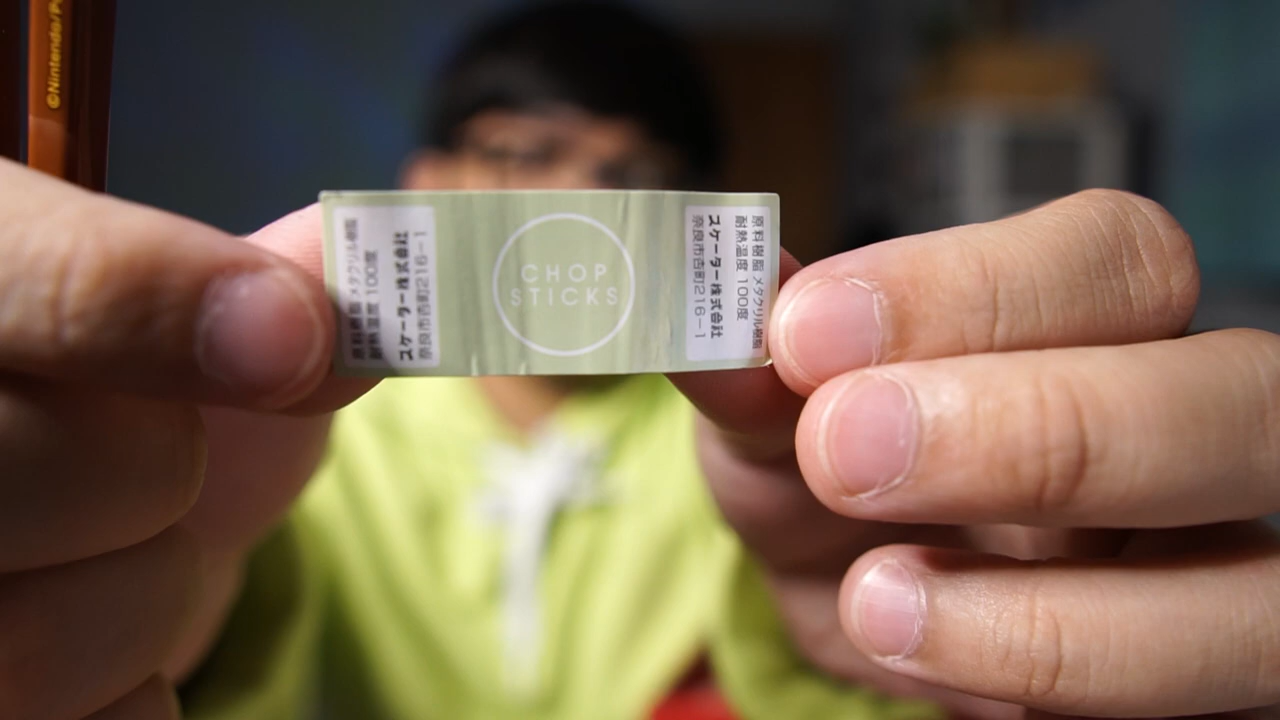 ©Nintendo/Po
原料樹脂 メタクリル樹脂
耐熱温度 100度
スケーター株式会社
奈良市杏町216-1
CHOP
STICKS
原料樹脂 メタクリル樹脂
耐熱温度 100度
スケーター株式会社
奈良市杏町216-1